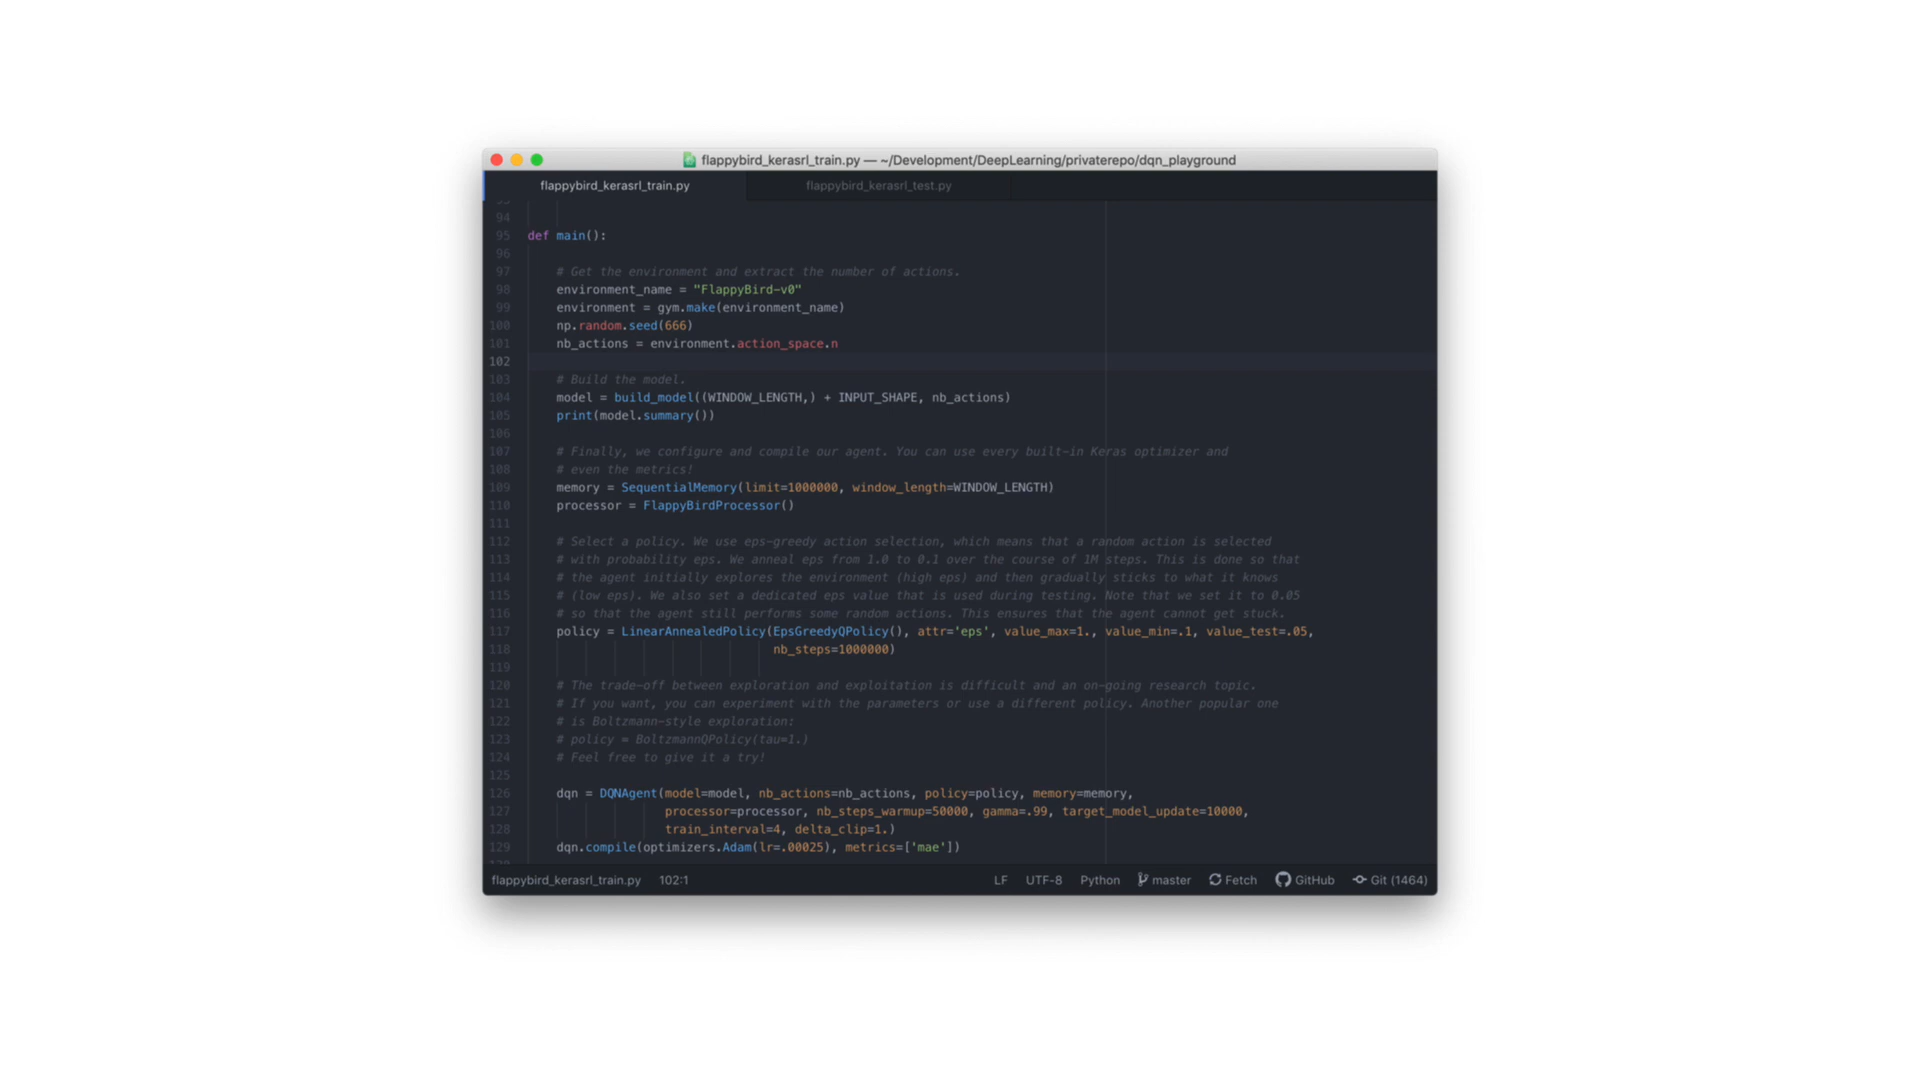 flappybird_kerasrl_train.py — ~/Development/DeepLearning/privaterepo/dqn_playground
flappybird_kerasrl_train.py flappybird_kerasrl_test.py
94
95 def main():
96
97 # Get the environment and extract the number of actions.
98 environment_name = "FlappyBird-v0"
99 environment = gym.make(environment_name)
100 np.random.seed(666)
101 nb_actions = environment.action_space.n
102
103 # Build the model.
104 model = build_model((WINDOW_LENGTH,) + INPUT_SHAPE, nb_actions)
105 print(model.summary())
106
107 # Finally, we configure and compile our agent. You can use every built-in Keras optimizer and
108 # even the metrics!
109 memory = SequentialMemory(limit=1000000, window_length=WINDOW_LENGTH)
110 processor = FlappyBirdProcessor()
111
112 # Select a policy. We use eps-greedy action selection, which means that a random action is selected
113 # with probability eps. We anneal eps from 1.0 to 0.1 over the course of 1M steps. This is done so that
114 # the agent initially explores the environment (high eps) and then gradually sticks to what it knows
115 # (low eps). We also set a dedicated eps value that is used during testing. Note that we set it to 0.05
116 # so that the agent still performs some random actions. This ensures that the agent cannot get stuck.
117 policy = LinearAnnealedPolicy(EpsGreedyQPolicy(), attr='eps', value_max=1., value_min=.1, value_test=.05,
118 nb_steps=1000000)
119
120 # The trade-off between exploration and exploitation is difficult and an on-going research topic.
121 # If you want, you can experiment with the parameters or use a different policy. Another popular one
122 # is Boltzmann-style exploration:
123 # policy = BoltzmannQPolicy(tau=1.)
124 # Feel free to give it a try!
125
126 dqn = DQNAgent(model=model, nb_actions=nb_actions, policy=policy, memory=memory,
127 processor=processor, nb_steps_warmup=50000, gamma=.99, target_model_update=10000,
128 train_interval=4, delta_clip=1.)
129 dqn.compile(optimizers.Adam(lr=.00025), metrics=['mae'])
flappybird_kerasrl_train.py 102:1 LF UTF-8 Python master Fetch GitHub Git (1464)